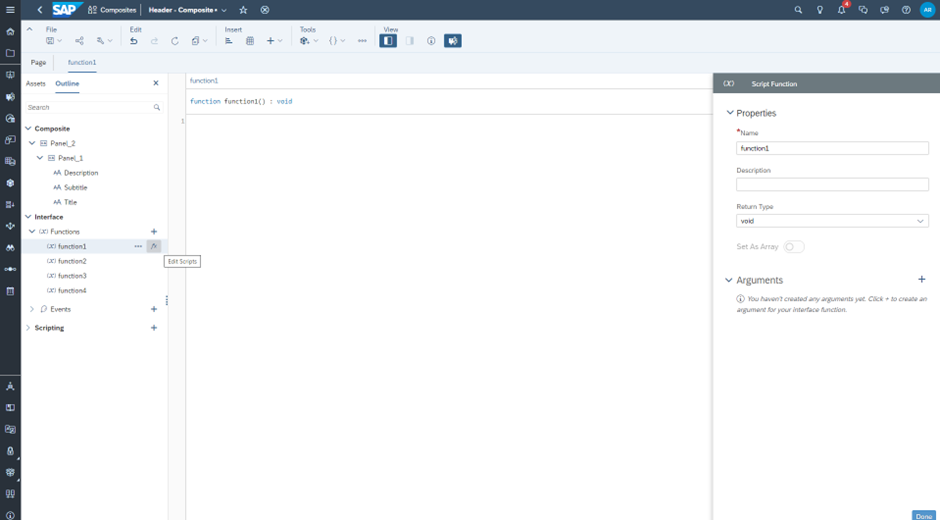 SAP Composites Header - Composite* 4 AR
File Edit Insert Tools View
Page function1
Assets Outline
Search
Composite
Panel_2
Panel_1
Description
Subtitle
Title
Interface
Functions
function1
function2
function3
function4
Events
Scripting
Edit Scripts
function1
function function1() : void
1
Script Function
Properties
*Name
function1
Description
Return Type
void
Set As Array
Arguments
You haven't created any arguments yet. Click + to create an
argument for your interface function.
Done